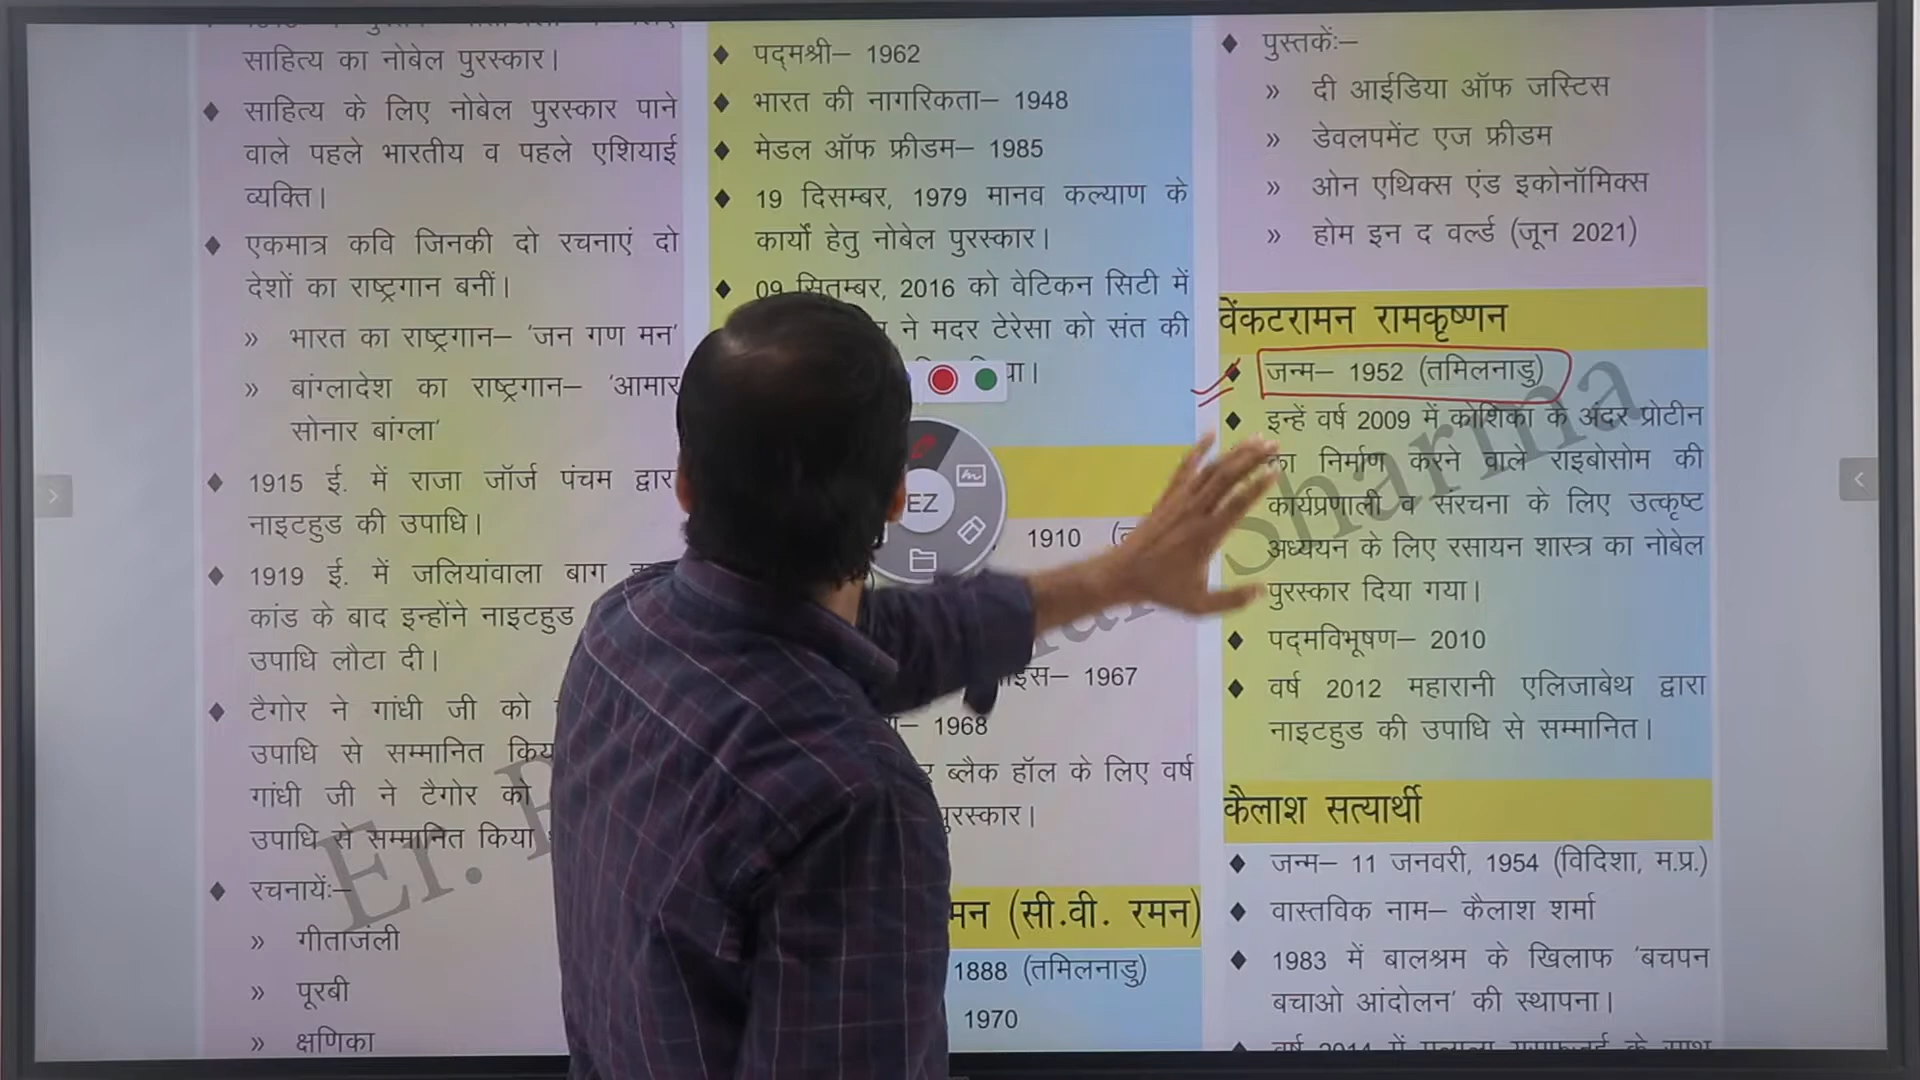 साहित्य का नोबेल पुरस्कार।
साहित्य के लिए नोबेल पुरस्कार पाने
वाले पहले भारतीय व पहले एशियाई
व्यक्ति।
एकमात्र कवि जिनकी दो रचनाएं दो
देशों का राष्ट्रगान बनीं।
» भारत का राष्ट्रगान– 'जन गण मन'
» बांग्लादेश का राष्ट्रगान– 'आमार
सोनार बांग्ला'
1915 ई. में राजा जॉर्ज पंचम द्वारा
नाइटहुड की उपाधि।
1919 ई. में जलियांवाला बाग
कांड के बाद इन्होंने नाइटहुड
उपाधि लौटा दी।
टैगोर ने गांधी जी को
उपाधि से सम्मानित
गांधी जी ने टैगोर को
उपाधि से सम्मानित किया
रचनायें:–
» गीताजंली
» पूरबी
» क्षणिका
पद्मश्री– 1962
भारत की नागरिकता– 1948
मेडल ऑफ फ्रीडम– 1985
19 दिसम्बर, 1979 मानव कल्याण के
कार्यों हेतु नोबेल पुरस्कार।
09 सितम्बर, 2016 को वेटिकन सिटी में
ने मदर टेरेसा को संत की
EZ
1910
1967
1968
ब्लैक हॉल के लिए वर्ष
(सी.वी. रमन)
1888 (तमिलनाडु)
1970
पुस्तकें:–
» दी आईडिया ऑफ जस्टिस
» डेवलपमेंट एज फ्रीडम
» ओन एथिक्स एंड इकोनॉमिक्स
» होम इन द वर्ल्ड (जून 2021)
वेंकटरामन रामकृष्णन
जन्म– 1952 (तमिलनाडु)
इन्हें वर्ष 2009 में कोशिका के अंदर प्रोटीन
का निर्माण करने वाले राइबोसोम की
कार्यप्रणाली व संरचना के लिए उत्कृष्ट
अध्ययन के लिए रसायन शास्त्र का नोबेल
पुरस्कार दिया गया।
पद्मविभूषण– 2010
वर्ष 2012 महारानी एलिजाबेथ द्वारा
नाइटहुड की उपाधि से सम्मानित।
कैलाश सत्यार्थी
जन्म– 11 जनवरी, 1954 (विदिशा, म.प्र.)
वास्तविक नाम– कैलाश शर्मा
1983 में बालश्रम के खिलाफ 'बचपन
बचाओ आंदोलन' की स्थापना।
Er.
Sharma